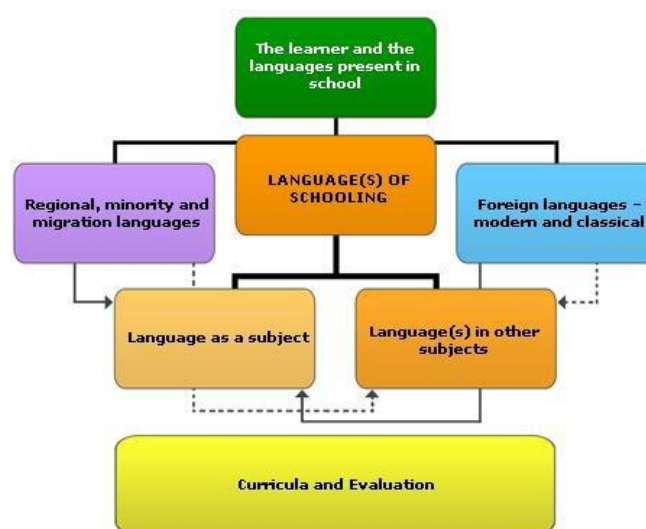 The learner and the
languages present in
school
Regional, minority and
migration languages
LANGUAGE(S) OF
SCHOOLING
Foreign languages –
modern and classical
Language as a subject
Language(s) in other
subjects
Curricula and Evaluation